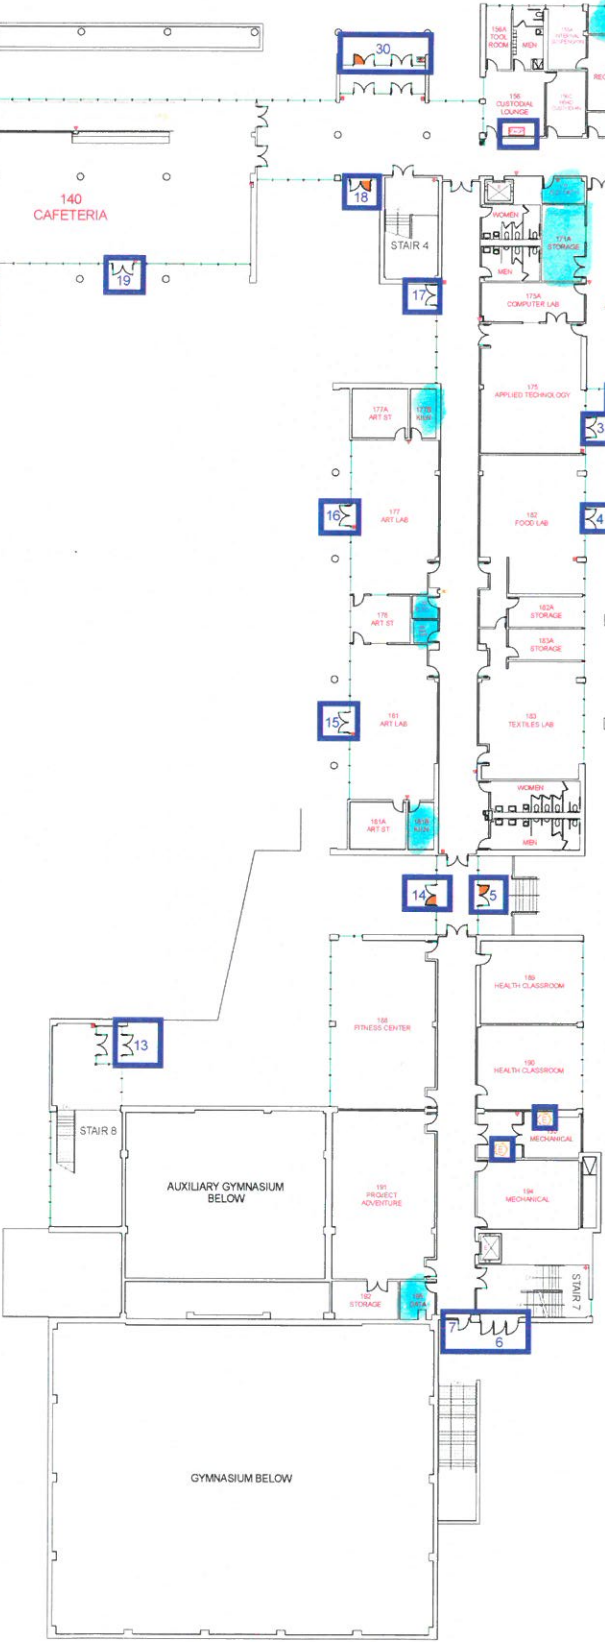 30
156A
TOOL
ROOM
MEN
156
CUSTODIAL
LOUNGE
140
CAFETERIA
18
STAIR 4
WOMEN
171A
STORAGE
MEN
19
17
175A
COMPUTER LAB
175
APPLIED TECHNOLOGY
177A
ART ST
3
16
177
ART LAB
182
FOOD LAB
4
178
ART ST
182A
STORAGE
183A
STORAGE
15
181
ART LAB
183
TEXTILES LAB
WOMEN
181A
ART ST
MEN
14
5
189
HEALTH CLASSROOM
188
FITNESS CENTER
13
190
HEALTH CLASSROOM
STAIR 8
MECHANICAL
AUXILIARY GYMNASIUM
BELOW
191
PROJECT
ADVENTURE
194
MECHANICAL
STAIR 7
192
STORAGE
DATA
7
6
GYMNASIUM BELOW